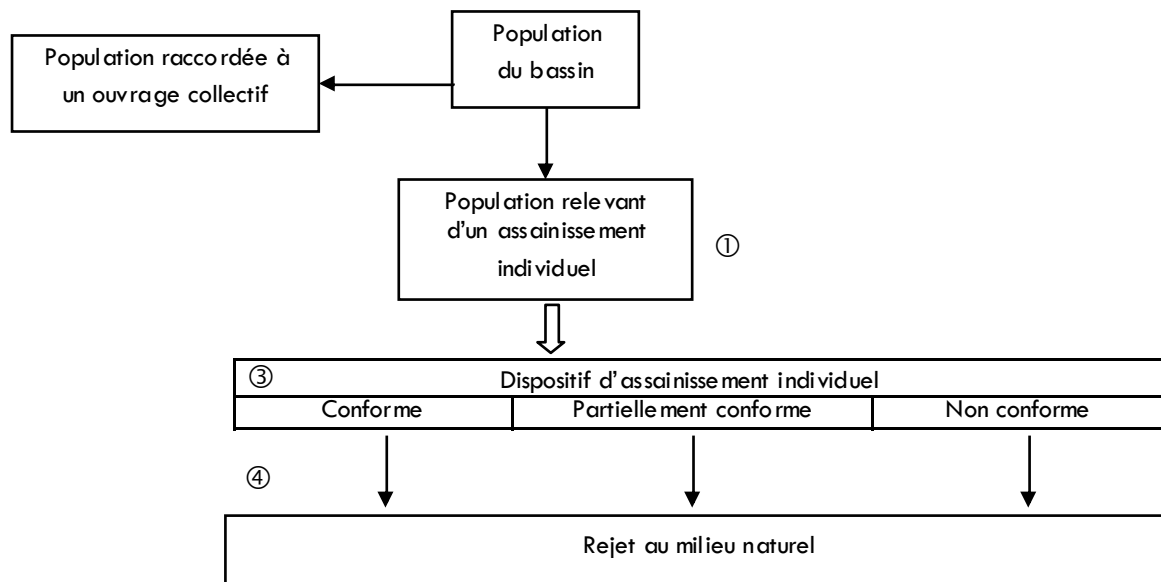 Population
du bassin
Population raccordée à
un ouvrage collectif
Population relevant
d'un assainissement
individuel
①
③
Dispositif d'assainissement individuel
Conforme
Partiellement conforme
Non conforme
④
Rejet au milieu naturel